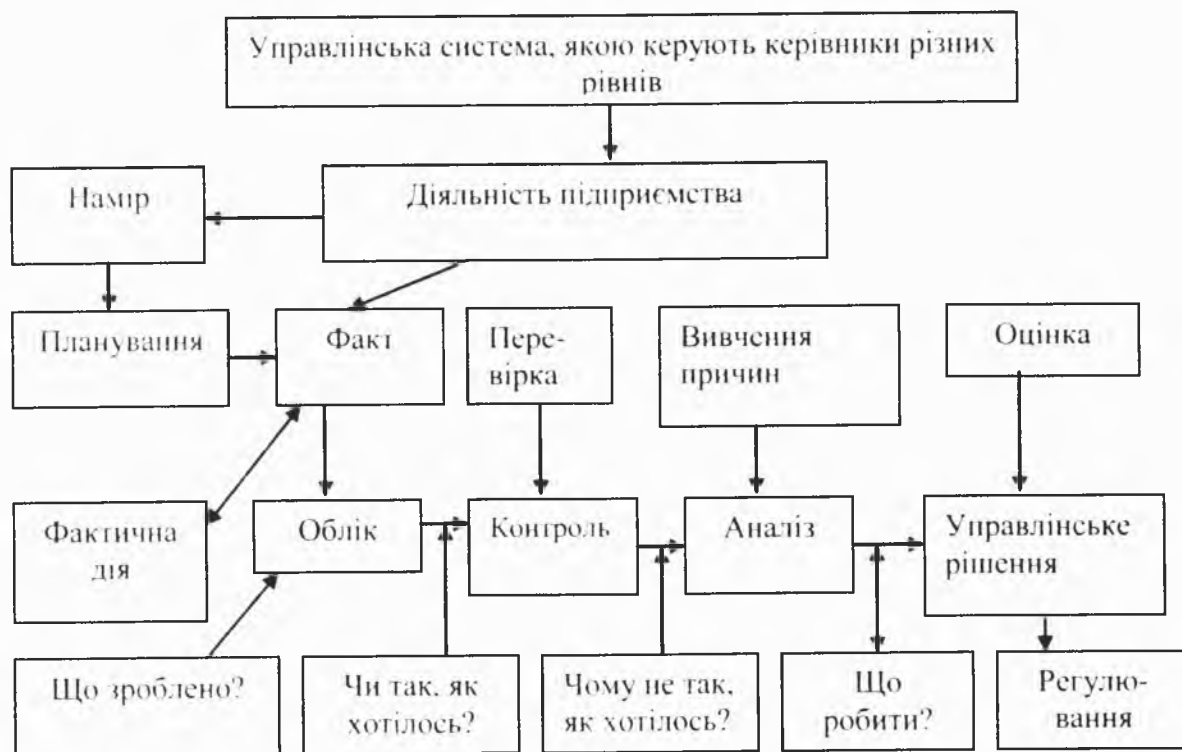 Управлінська система, якою керують керівники різних
рівнів
Намір
Діяльність підприємства
Планування
Факт
Пере-
вірка
Вивчення
причин
Оцінка
Фактична
дія
Облік
Контроль
Аналіз
Управлінське
рішення
Що зроблено?
Чи так, як
хотілось?
Чому не так,
як хотілось?
Що
робити?
Регулю-
вання